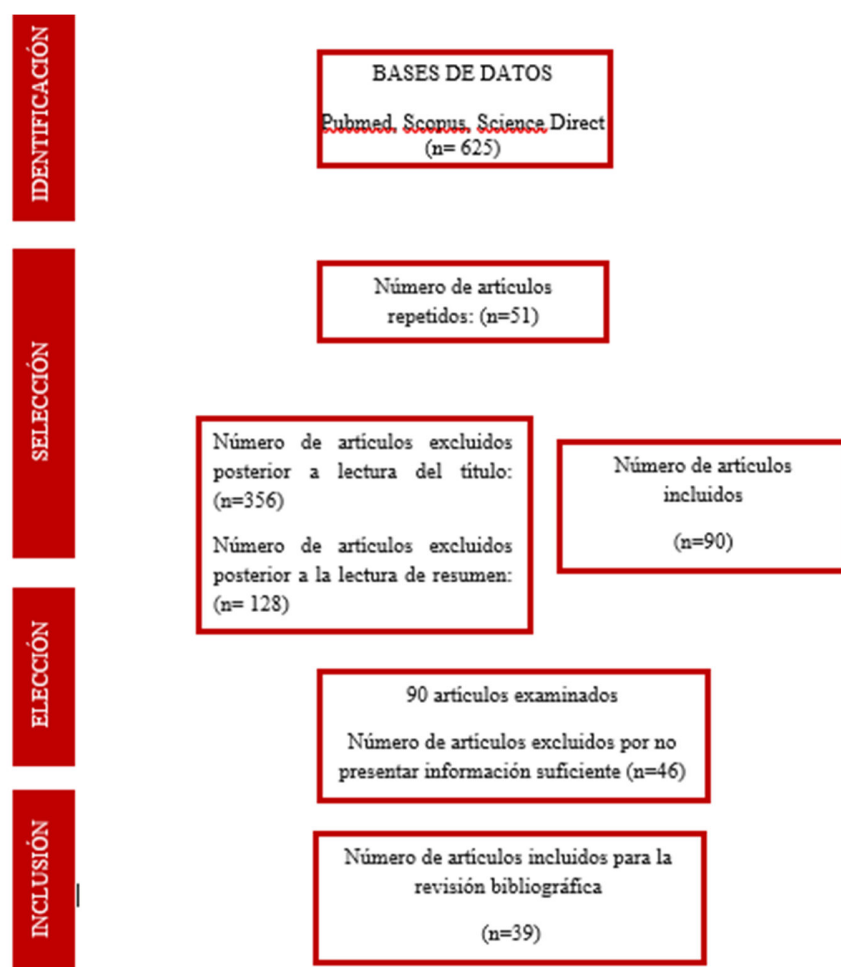 IDENTIFICACIÓN
BASES DE DATOS
Pubmed, Scopus, Science Direct
(n= 625)
SELECCIÓN
Número de artículos
repetidos: (n=51)
Número de artículos excluidos
posterior a lectura del título:
(n=356)
Número de artículos excluidos
posterior a la lectura de resumen:
(n= 128)
Número de artículos
incluidos
(n=90)
ELECCIÓN
90 artículos examinados
Número de artículos excluidos por no
presentar información suficiente (n=46)
INCLUSIÓN
Número de artículos incluidos para la
revisión bibliográfica
(n=39)